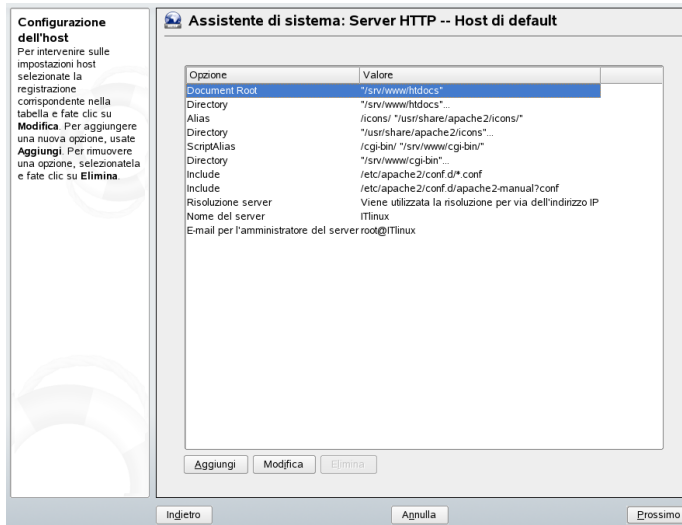 Configurazione
dell'host
Per intervenire sulle
impostazioni host
selezionate la
registrazione
corrispondente nella
tabella e fate clic su
Modifica. Per aggiungere
una nuova opzione, usate
Aggiungi. Per rimuovere
una opzione, selezionatela
e fate clic su Elimina.
Assistente di sistema: Server HTTP -- Host di default
Opzione Valore
Document Root "/srv/www/htdocs"
Directory "/srv/www/htdocs"...
Alias /icons/ "/usr/share/apache2/icons/"
Directory "/usr/share/apache2/icons"...
ScriptAlias /cgi-bin/ "/srv/www/cgi-bin/"
Directory "/srv/www/cgi-bin"...
Include /etc/apache2/conf.d/*.conf
Include /etc/apache2/conf.d/apache2-manual?conf
Risoluzione server Viene utilizzata la risoluzione per via dell'indirizzo IP
Nome del server ITlinux
E-mail per l'amministratore del server root@ITlinux
Aggiungi Modifica Elimina
Indietro Annulla Prossimo